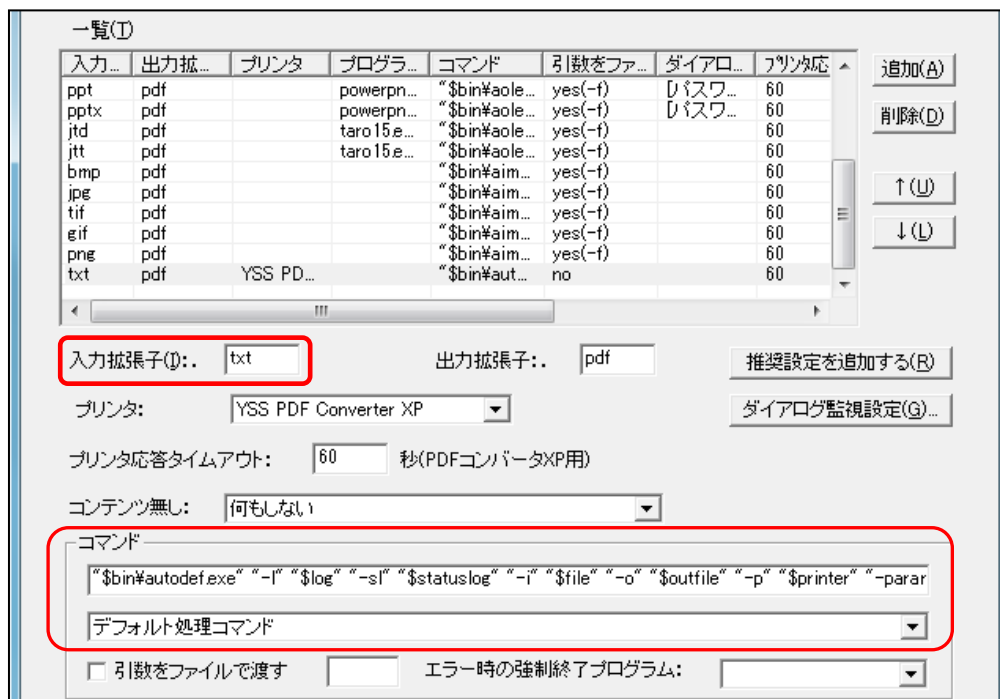 一覧(T)
入力... 出力拡... プリンタ プログラ... コマンド 引数をファ... ダイアロ... プリンタ応
ppt pdf powerpn... "$bin¥aole... yes(-f) [パスワ... 60
pptx pdf powerpn... "$bin¥aole... yes(-f) [パスワ... 60
jtd pdf taro15.e... "$bin¥aole... yes(-f) 60
jtt pdf taro15.e... "$bin¥aole... yes(-f) 60
bmp pdf "$bin¥aim... yes(-f) 60
jpg pdf "$bin¥aim... yes(-f) 60
tif pdf "$bin¥aim... yes(-f) 60
gif pdf "$bin¥aim... yes(-f) 60
png pdf "$bin¥aim... yes(-f) 60
txt pdf YSS PD... "$bin¥aut... no 60
追加(A)
削除(D)
↑(U)
↓(L)
入力拡張子(I):. txt 出力拡張子:. pdf 推奨設定を追加する(R)
プリンタ: YSS PDF Converter XP ダイアログ監視設定(G)...
プリンタ応答タイムアウト: 60 秒(PDFコンバータXP用)
コンテンツ無し: 何もしない
コマンド
"$bin¥autodef.exe" "-l" "$log" "-sl" "$statuslog" "-i" "$file" "-o" "$outfile" "-p" "$printer" "-parar
デフォルト処理コマンド
引数をファイルで渡す エラー時の強制終了プログラム: